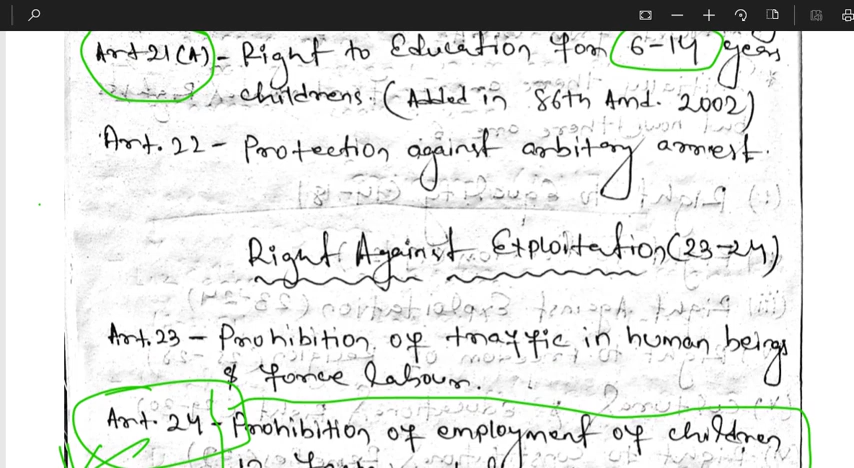 Art 21(A) - Right to Education for 6-14 years
childrens. (Added in 86th Amd. 2002)
Art. 22 - Protection against arbitary arrest.
Right Against Exploitation (23-24)
Art. 23 - Prohibition of traffic in human beings
& force labour.
Art. 24 - Prohibition of employment of children
in